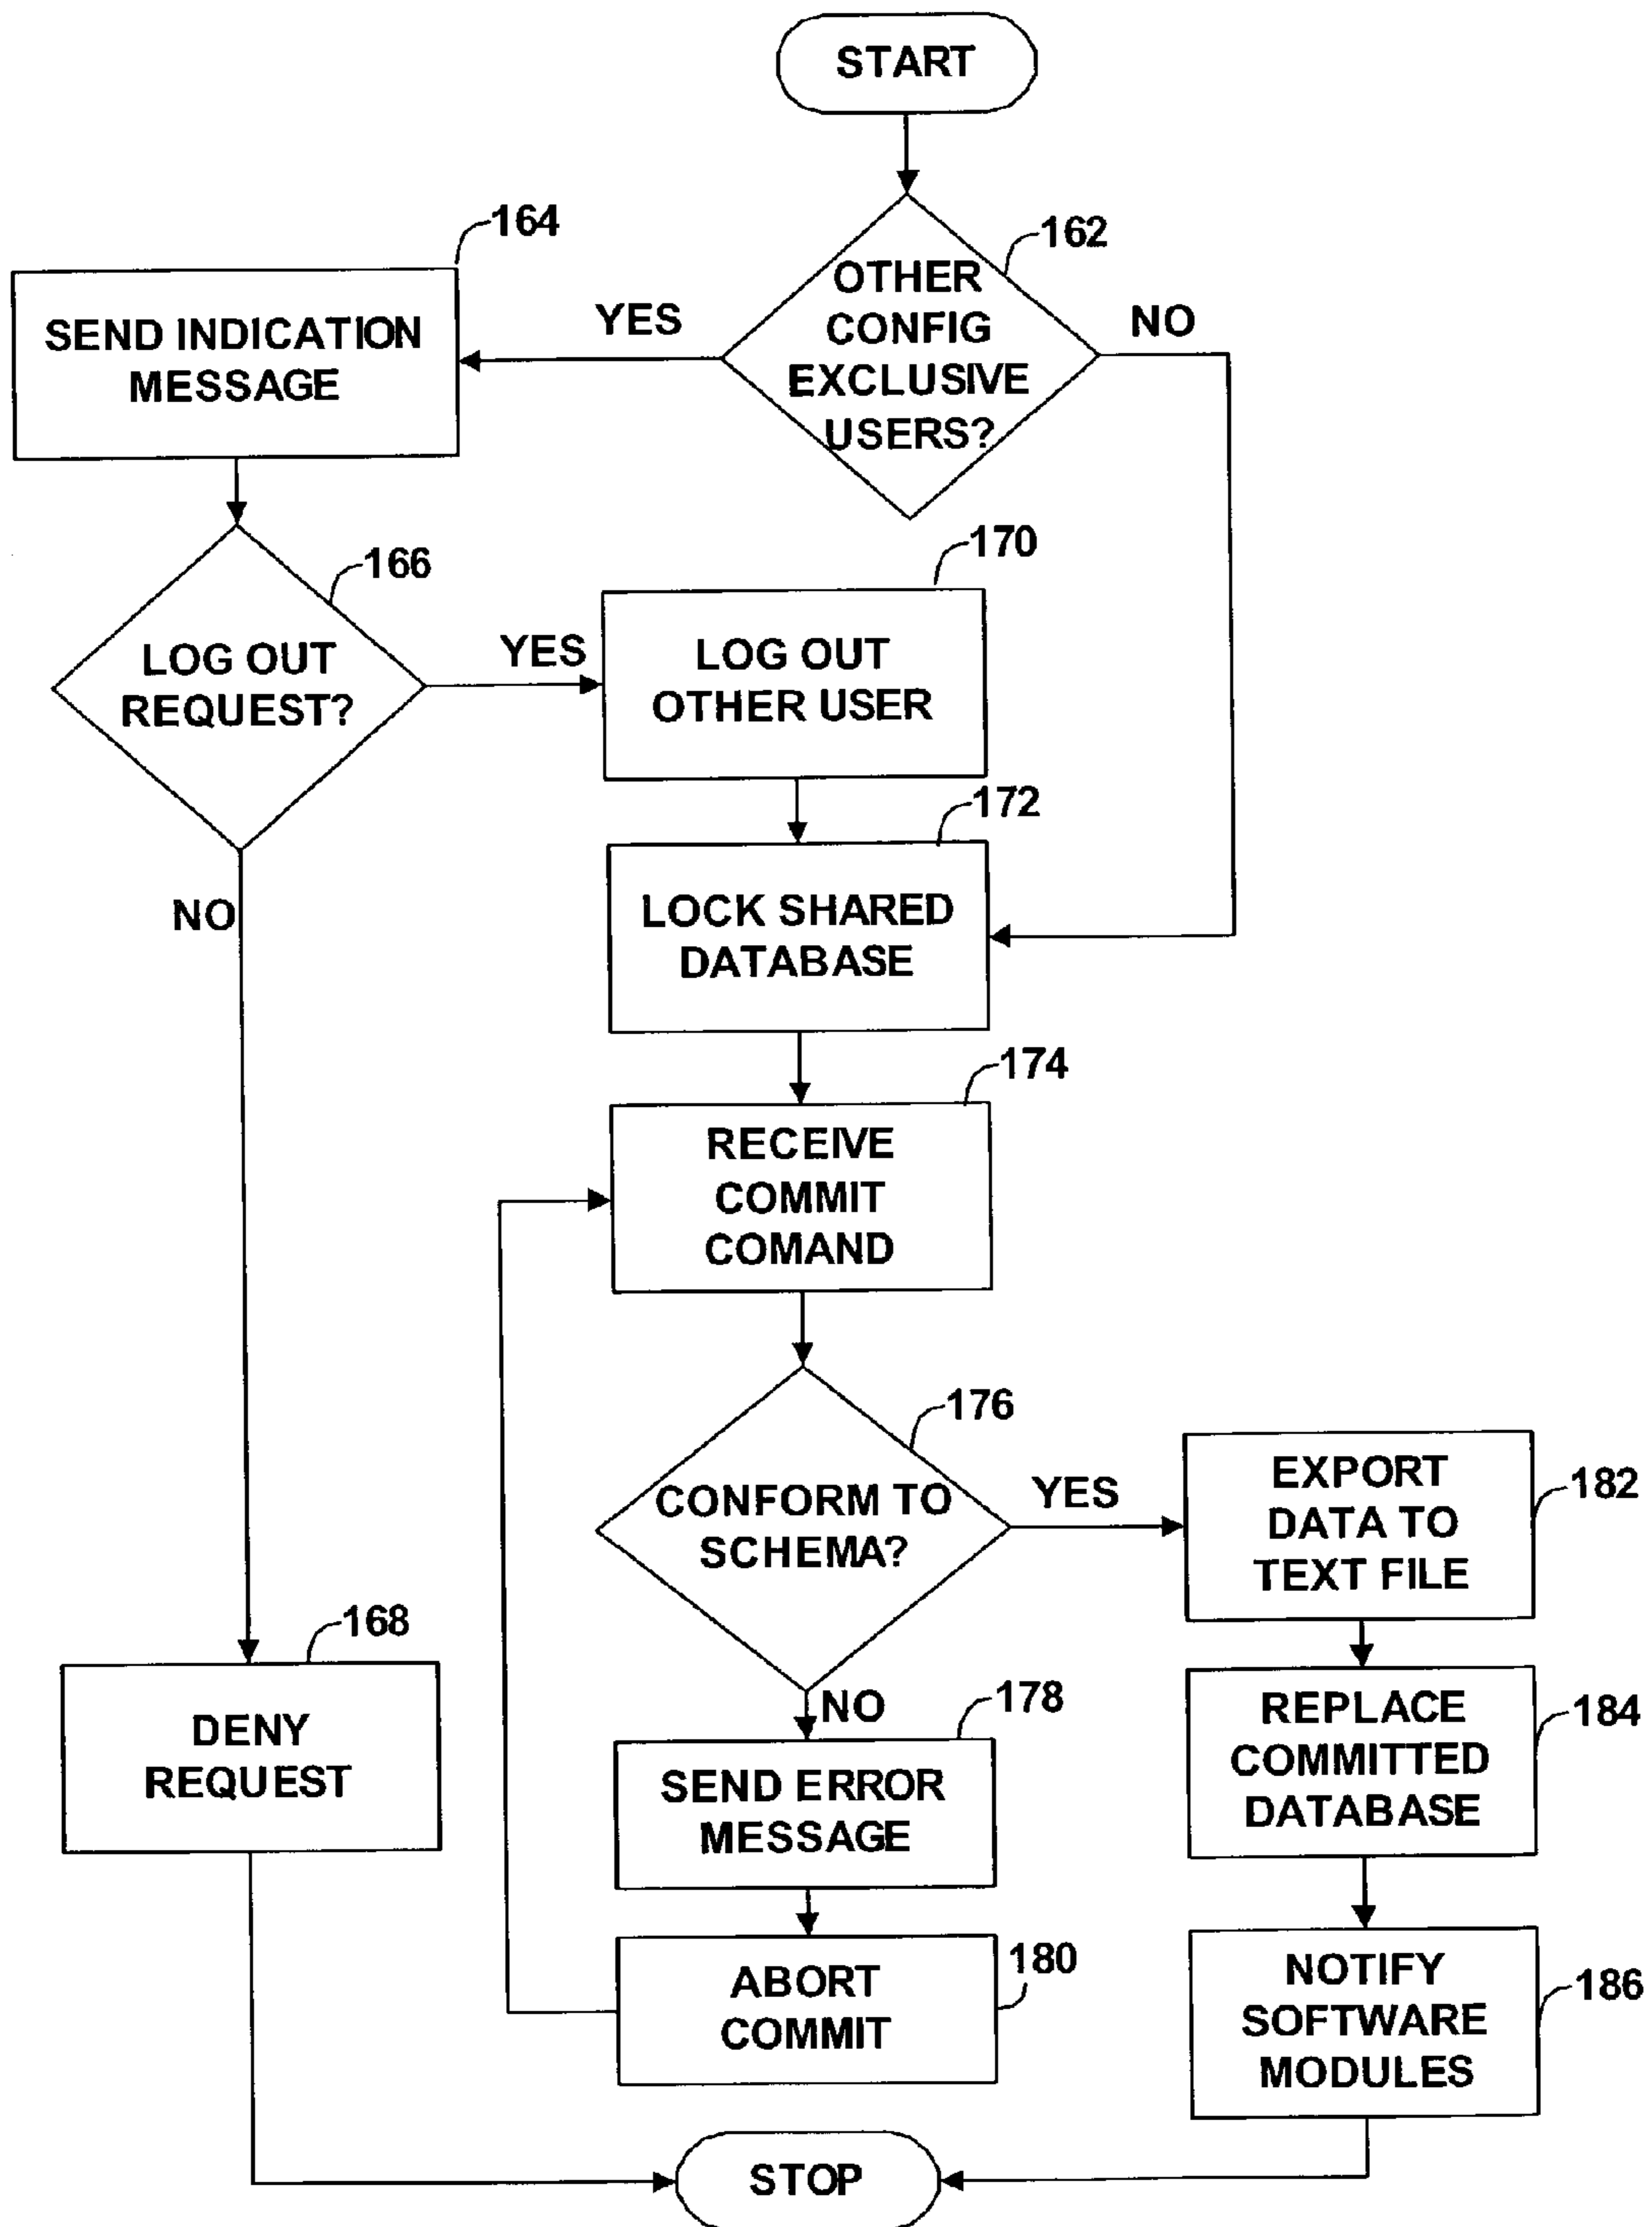 START
162
OTHER
CONFIG
EXCLUSIVE
USERS?
YES
NO
164
SEND INDICATION
MESSAGE
166
LOG OUT
REQUEST?
YES
NO
170
LOG OUT
OTHER USER
172
LOCK SHARED
DATABASE
174
RECEIVE
COMMIT
COMAND
176
CONFORM TO
SCHEMA?
YES
NO
182
EXPORT
DATA TO
TEXT FILE
168
DENY
REQUEST
178
SEND ERROR
MESSAGE
184
REPLACE
COMMITTED
DATABASE
180
ABORT
COMMIT
186
NOTIFY
SOFTWARE
MODULES
STOP